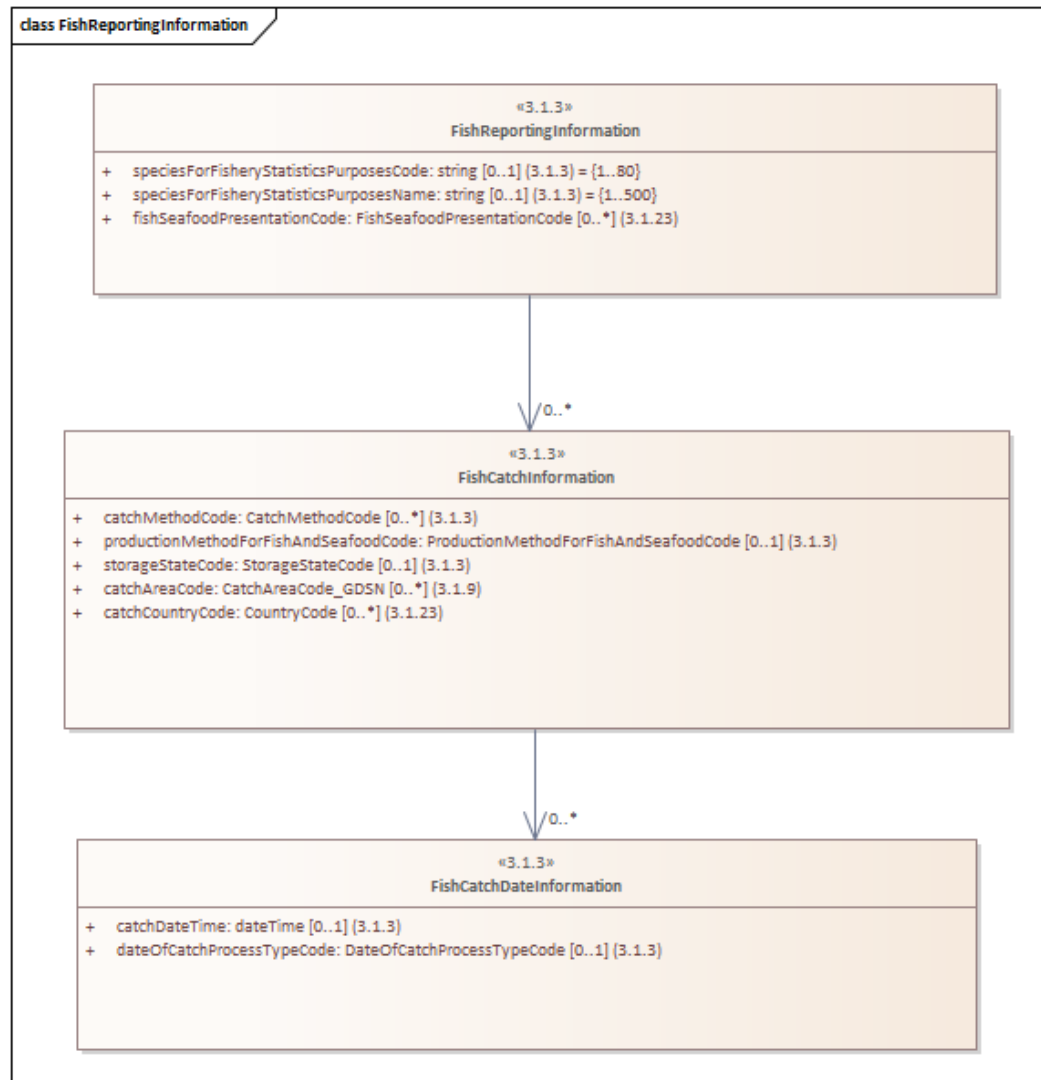 class FishReportingInformation
«3.1.3»
FishReportingInformation
+ speciesForFisheryStatisticsPurposesCode: string [0..1] (3.1.3) = {1..80}
+ speciesForFisheryStatisticsPurposesName: string [0..1] (3.1.3) = {1..500}
+ fishSeafoodPresentationCode: FishSeafoodPresentationCode [0..*] (3.1.23)
0..*
«3.1.3»
FishCatchInformation
+ catchMethodCode: CatchMethodCode [0..*] (3.1.3)
+ productionMethodForFishAndSeafoodCode: ProductionMethodForFishAndSeafoodCode [0..1] (3.1.3)
+ storageStateCode: StorageStateCode [0..1] (3.1.3)
+ catchAreaCode: CatchAreaCode_GDSN [0..*] (3.1.9)
+ catchCountryCode: CountryCode [0..*] (3.1.23)
0..*
«3.1.3»
FishCatchDateInformation
+ catchDateTime: dateTime [0..1] (3.1.3)
+ dateOfCatchProcessTypeCode: DateOfCatchProcessTypeCode [0..1] (3.1.3)